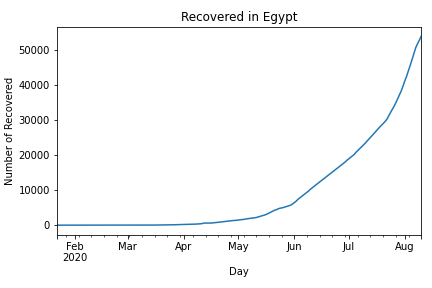 Recovered in Egypt
Number of Recovered
50000
40000
30000
20000
10000
0
Feb Mar Apr May Jun Jul Aug
2020
Day